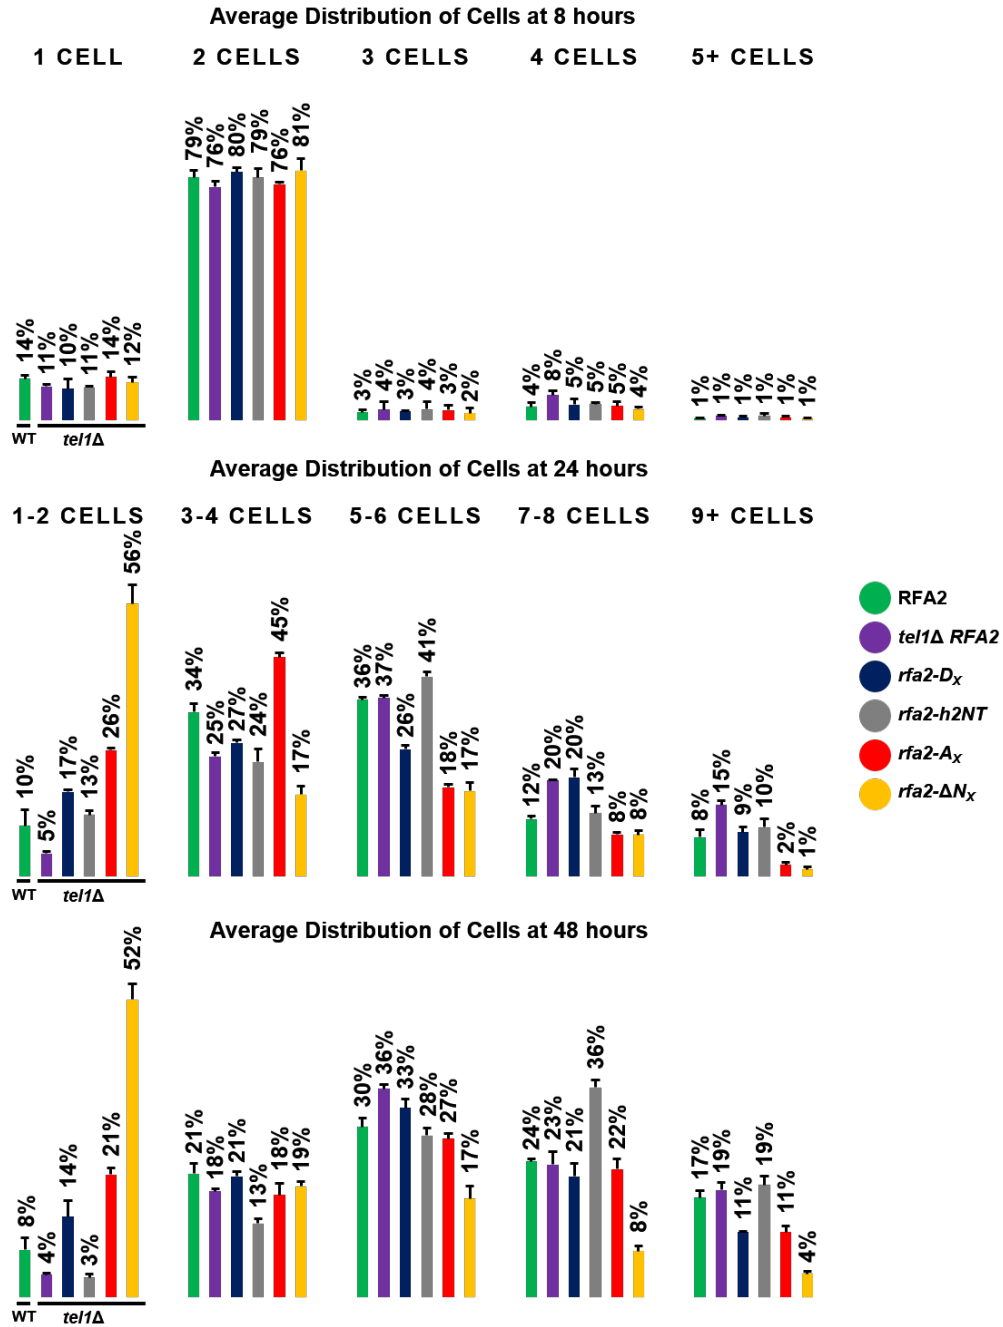 Average Distribution of Cells at 8 hours
1 CELL 2 CELLS 3 CELLS 4 CELLS 5+ CELLS
14% 11% 10% 11% 14% 12% 79% 76% 80% 79% 76% 81% 3% 4% 3% 4% 3% 2% 4% 8% 5% 5% 5% 4% 1% 1% 1% 1% 1% 1%
WT tel1Δ
Average Distribution of Cells at 24 hours
1-2 CELLS 3-4 CELLS 5-6 CELLS 7-8 CELLS 9+ CELLS
10% 5% 17% 13% 26% 56% 34% 25% 27% 24% 45% 17% 36% 37% 26% 41% 18% 17% 12% 20% 20% 13% 8% 8% 8% 15% 9% 10% 2% 1%
WT tel1Δ
RFA2
tel1Δ RFA2
rfa2-DX
rfa2-h2NT
rfa2-AX
rfa2-ΔNX
Average Distribution of Cells at 48 hours
8% 4% 14% 3% 21% 52% 21% 18% 21% 13% 18% 19% 30% 36% 33% 28% 27% 17% 24% 23% 21% 36% 22% 8% 17% 19% 11% 19% 11% 4%
WT tel1Δ